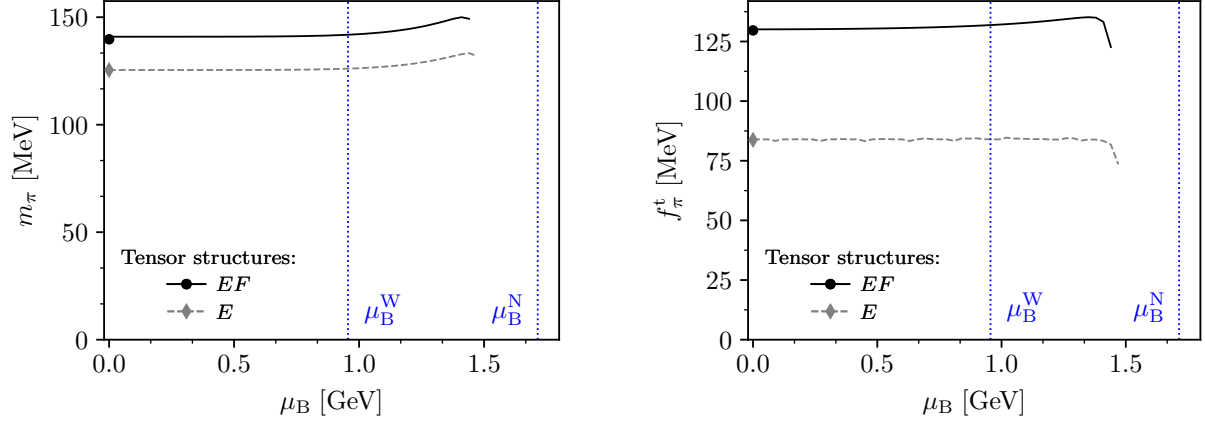 150
100
50
0
0.0 0.5 1.0 1.5
m_π [MeV]
μ_B [GeV]
Tensor structures:
EF
E
μ_B^W
μ_B^N
125
100
75
50
25
0
0.0 0.5 1.0 1.5
f_π^t [MeV]
μ_B [GeV]
Tensor structures:
EF
E
μ_B^W
μ_B^N